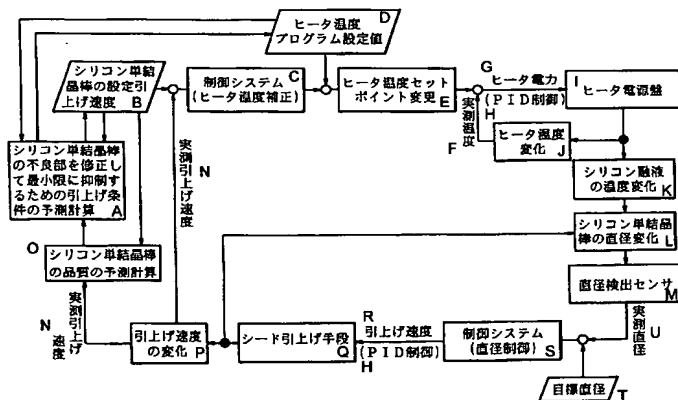 ヒータ温度 D
プログラム設定値
シリコン単結
晶棒の設定引
上げ速度 B
制御システム C
(ヒータ温度補正)
ヒータ温度セット
ポイント変更 E
G
ヒータ電力
(PID制御)
H
I
ヒータ電源盤
実測温度
F
ヒータ温度
変化 J
シリコン融液
の温度変化 K
シリコン単結晶棒
の不良部を修正し
て最小限に抑制す
るための引上げ条
件の予測計算 A
実測引上げ速度
N
シリコン単結晶
棒の直径変化 L
O
シリコン単結晶棒
の品質の予測計算
直径検出センサ
M
実測引上げ
速度
N
引上げ速度
の変化 P
シード引上げ手段
Q
R
引上げ速度
(PID制御)
H
制御システム
(直径制御) S
実測直径
U
目標直径 T